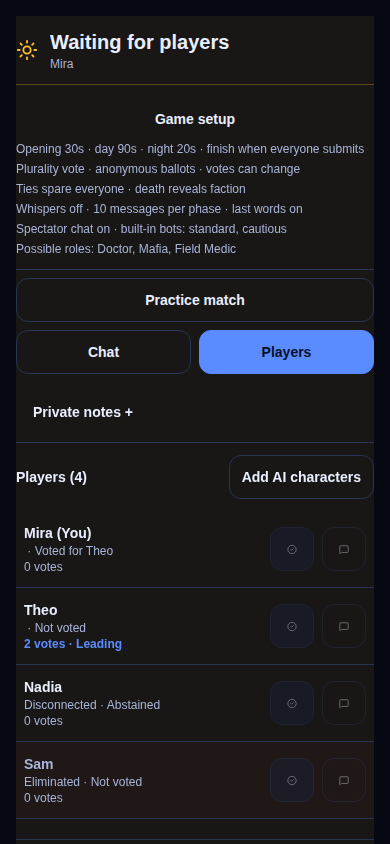 Waiting for players
Mira
Game setup
Opening 30s · day 90s · night 20s · finish when everyone submits
Plurality vote · anonymous ballots · votes can change
Ties spare everyone · death reveals faction
Whispers off · 10 messages per phase · last words on
Spectator chat on · built-in bots: standard, cautious
Possible roles: Doctor, Mafia, Field Medic
Practice match
Chat
Players
Private notes +
Players (4)
Add AI characters
Mira (You)
· Voted for Theo
0 votes
Theo
· Not voted
2 votes · Leading
Nadia
Disconnected · Abstained
0 votes
Sam
Eliminated · Not voted
0 votes